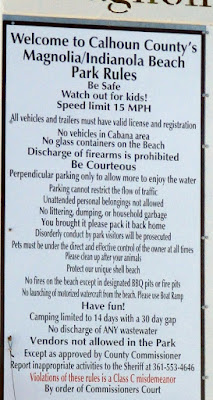 Welcome to Calhoun County's
Magnolia/Indianola Beach
Park Rules
Be Safe
Watch out for kids!
Speed limit 15 MPH
All vehicles and trailers must have valid license and registration
No vehicles in Cabana area
No glass containers on the Beach
Discharge of firearms is prohibited
Be Courteous
Perpendicular parking only to allow more to enjoy the water
Parking cannot restrict the flow of traffic
Unattended personal belongings not allowed
No littering, dumping, or household garbage
You brought it please pack it back home
Disorderly conduct by park visitors will be prosecuted
Pets must be under the direct and effective control of the owner at all times
Please clean up after your animals
Protect our unique shell beach
No fires on the beach except in designated BBQ pits or fire pits
No launching of motorized watercraft from the beach. Please use Boat Ramp
Have fun!
Camping limited to 14 days with a 30 day gap
No discharge of ANY wastewater
Vendors not allowed in the Park
Except as approved by County Commissioner
Report inappropriate activities to the Sheriff at 361-553-4646
Violations of these rules is a Class C misdemeanor
By order of Commissioners Court